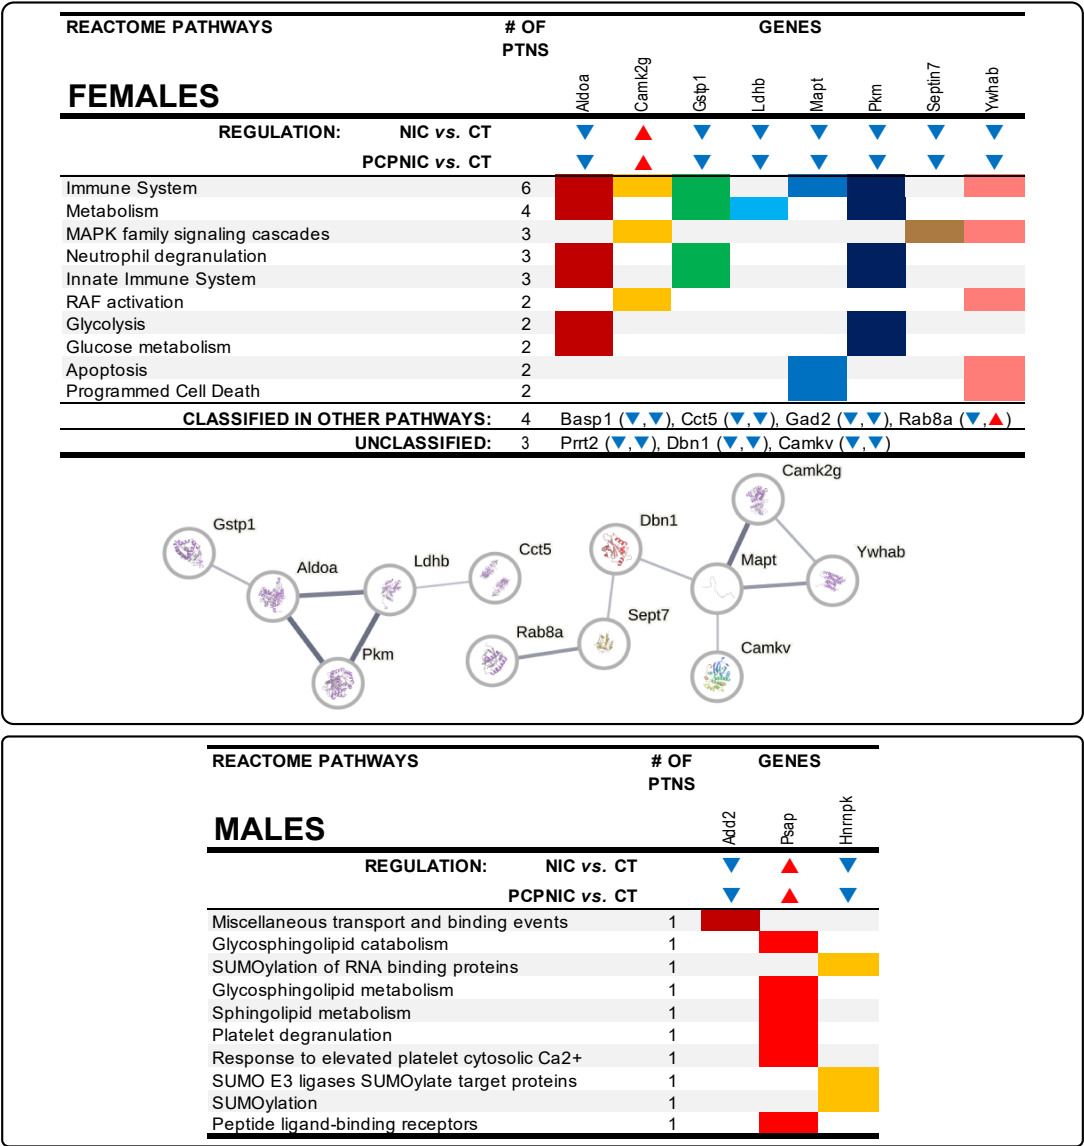 REACTOME PATHWAYS # OF PTNS GENES
FEMALES Aldoa Camk2g Gstp1 Ldhb Mapt Pkm Septin7 Ywhab
REGULATION: NIC vs. CT ▼ ▲ ▼ ▼ ▼ ▼ ▼ ▼
PCPNIC vs. CT ▼ ▲ ▼ ▼ ▼ ▼ ▼ ▼
Immune System 6
Metabolism 4
MAPK family signaling cascades 3
Neutrophil degranulation 3
Innate Immune System 3
RAF activation 2
Glycolysis 2
Glucose metabolism 2
Apoptosis 2
Programmed Cell Death 2
CLASSIFIED IN OTHER PATHWAYS: 4 Basp1 (▼,▼), Cct5 (▼,▼), Gad2 (▼,▼), Rab8a (▼,▲)
UNCLASSIFIED: 3 Prrt2 (▼,▼), Dbn1 (▼,▼), Camkv (▼,▼)
Camk2g
Gstp1
Dbn1
Cct5
Ywhab
Ldhb
Mapt
Aldoa
Sept7
Rab8a
Camkv
Pkm
REACTOME PATHWAYS # OF PTNS GENES
MALES Add2 Psap Hnrnpk
REGULATION: NIC vs. CT ▼ ▲ ▼
PCPNIC vs. CT ▼ ▲ ▼
Miscellaneous transport and binding events 1
Glycosphingolipid catabolism 1
SUMOylation of RNA binding proteins 1
Glycosphingolipid metabolism 1
Sphingolipid metabolism 1
Platelet degranulation 1
Response to elevated platelet cytosolic Ca2+ 1
SUMO E3 ligases SUMOylate target proteins 1
SUMOylation 1
Peptide ligand-binding receptors 1